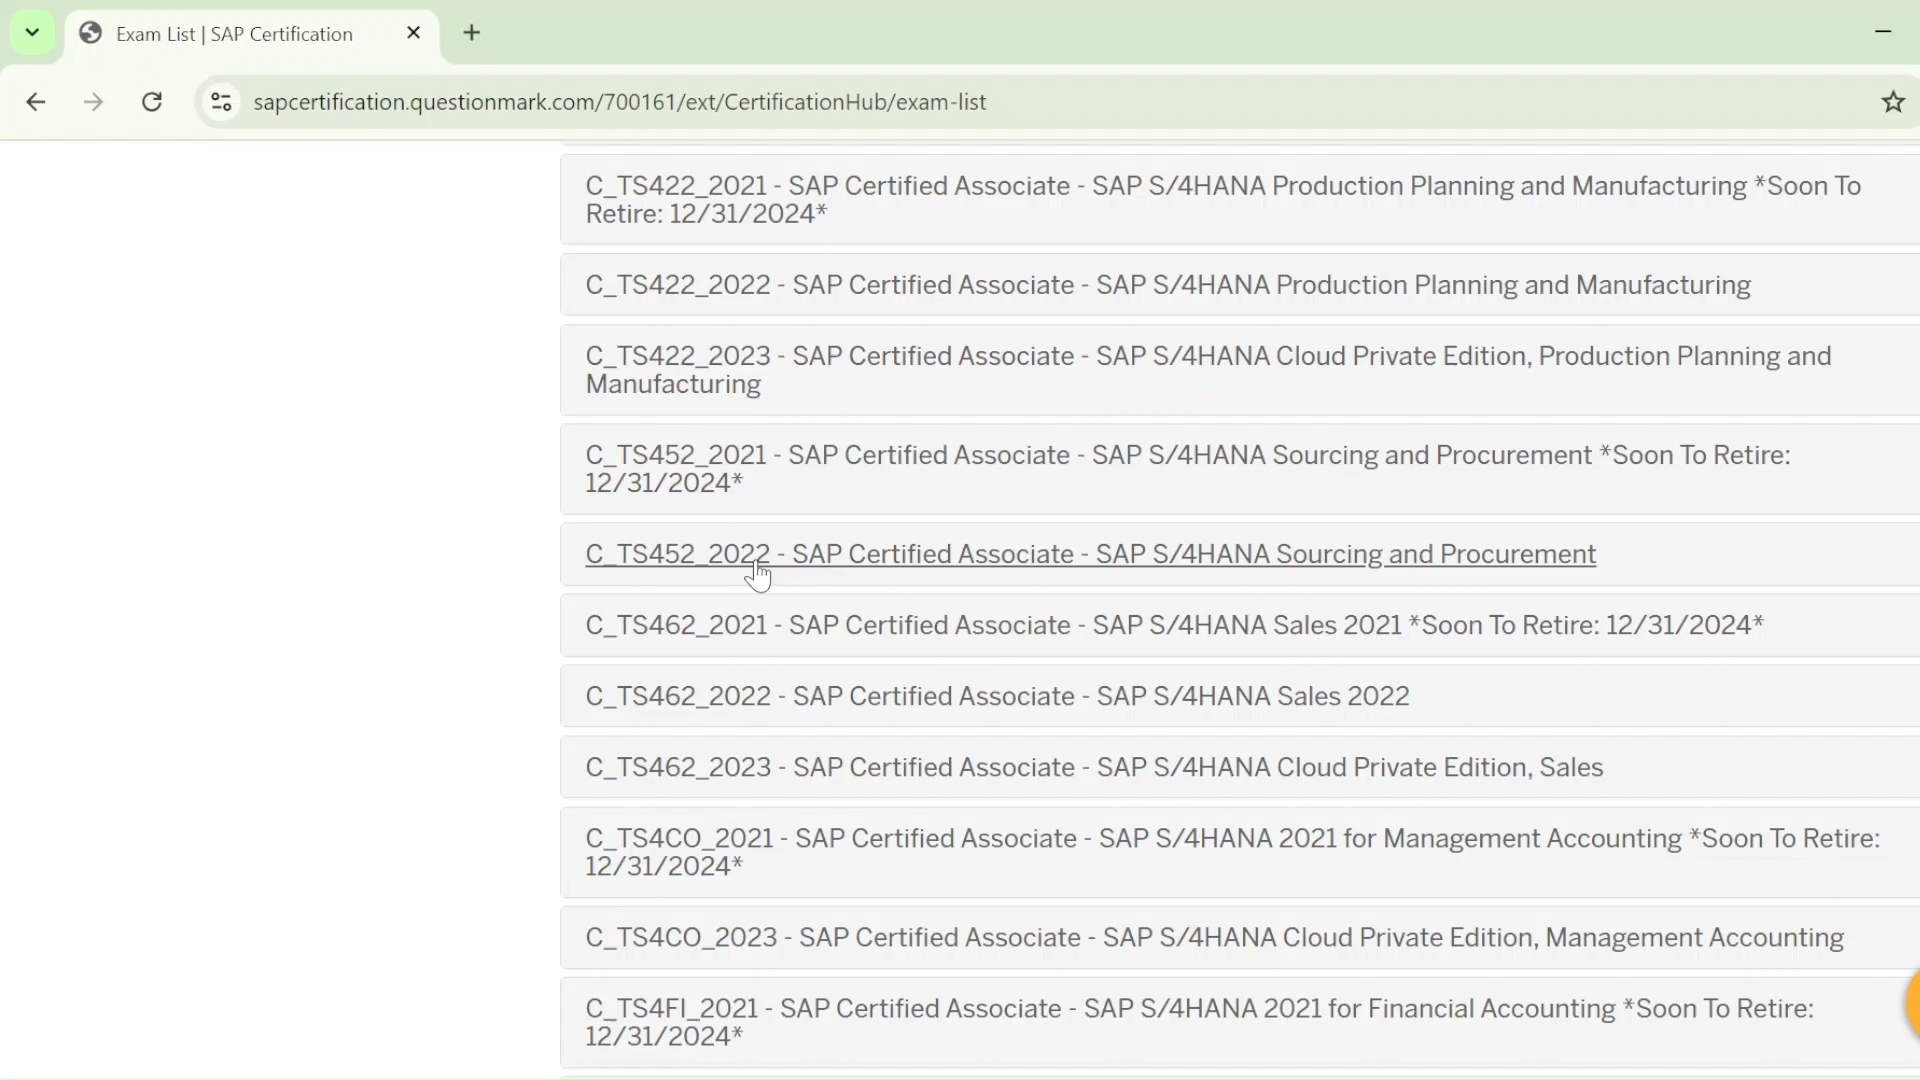 Exam List | SAP Certification
sapcertification.questionmark.com/700161/ext/CertificationHub/exam-list
C_TS422_2021 - SAP Certified Associate - SAP S/4HANA Production Planning and Manufacturing *Soon To
Retire: 12/31/2024*
C_TS422_2022 - SAP Certified Associate - SAP S/4HANA Production Planning and Manufacturing
C_TS422_2023 - SAP Certified Associate - SAP S/4HANA Cloud Private Edition, Production Planning and
Manufacturing
C_TS452_2021 - SAP Certified Associate - SAP S/4HANA Sourcing and Procurement *Soon To Retire:
12/31/2024*
C_TS452_2022 - SAP Certified Associate - SAP S/4HANA Sourcing and Procurement
C_TS462_2021 - SAP Certified Associate - SAP S/4HANA Sales 2021 *Soon To Retire: 12/31/2024*
C_TS462_2022 - SAP Certified Associate - SAP S/4HANA Sales 2022
C_TS462_2023 - SAP Certified Associate - SAP S/4HANA Cloud Private Edition, Sales
C_TS4CO_2021 - SAP Certified Associate - SAP S/4HANA 2021 for Management Accounting *Soon To Retire:
12/31/2024*
C_TS4CO_2023 - SAP Certified Associate - SAP S/4HANA Cloud Private Edition, Management Accounting
C_TS4FI_2021 - SAP Certified Associate - SAP S/4HANA 2021 for Financial Accounting *Soon To Retire:
12/31/2024*